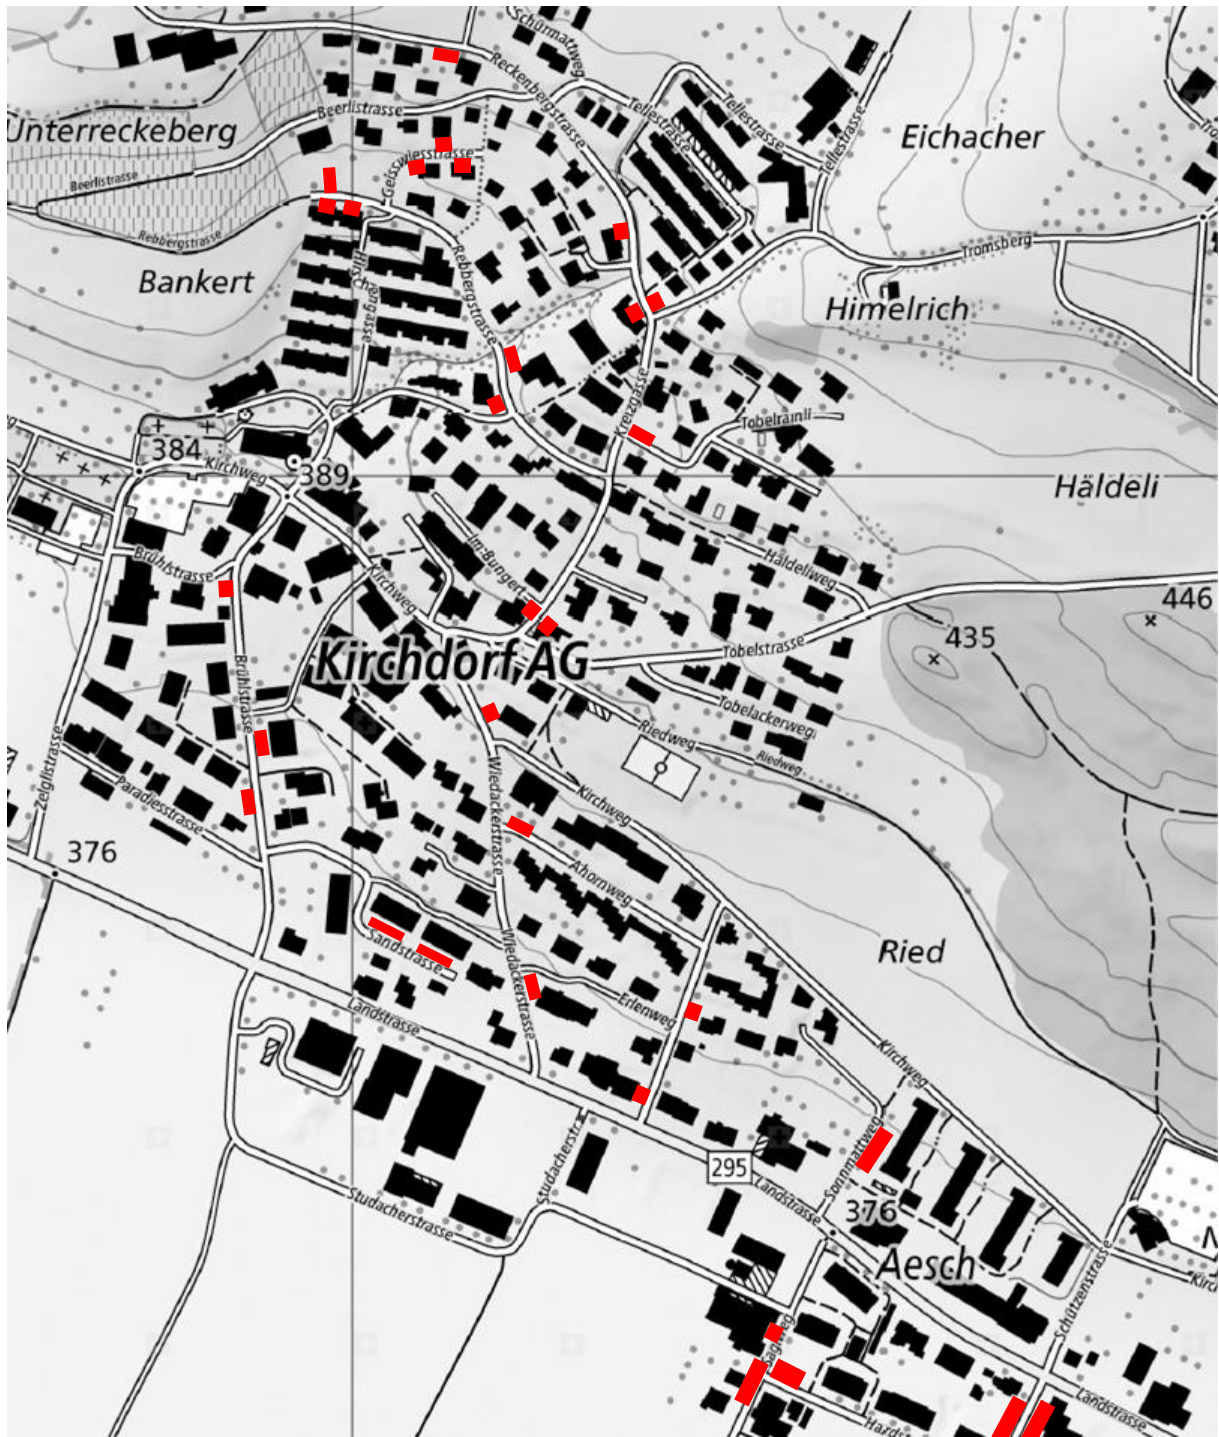 Schürmattweg
Reckenbergstrasse
Beerlistrasse
Tellestrasse
Tellestrasse
Tellestrasse
Unterreckeberg
Eichacher
Geisswiesstrasse
Beerlistrasse
Rebbergstrasse
Tromsberg
Bankert
Hirschengasse
Rebbergstrasse
Himelrich
Kreizgasse
Tobelrainli
384
Kirchweg
389
Häldeli
Im Bungert
Brühlstrasse
Häldeliweg
Kirchweg
446
435
Kirchdorf AG
Tobelstrasse
Brühlstrasse
Tobelackerweg
Riedweg
Riedweg
Zelglistrasse
Paradiesstrasse
Wiedackerstrasse
Kirchweg
376
Ahornweg
Sandstrasse
Wiedackerstrasse
Ried
Erlenweg
Landstrasse
Kirchweg
Studacherstr.
Sonnmattweg
295
Landstrasse
Studacherstrasse
376
Aesch
Schützenstrasse
Landstrasse